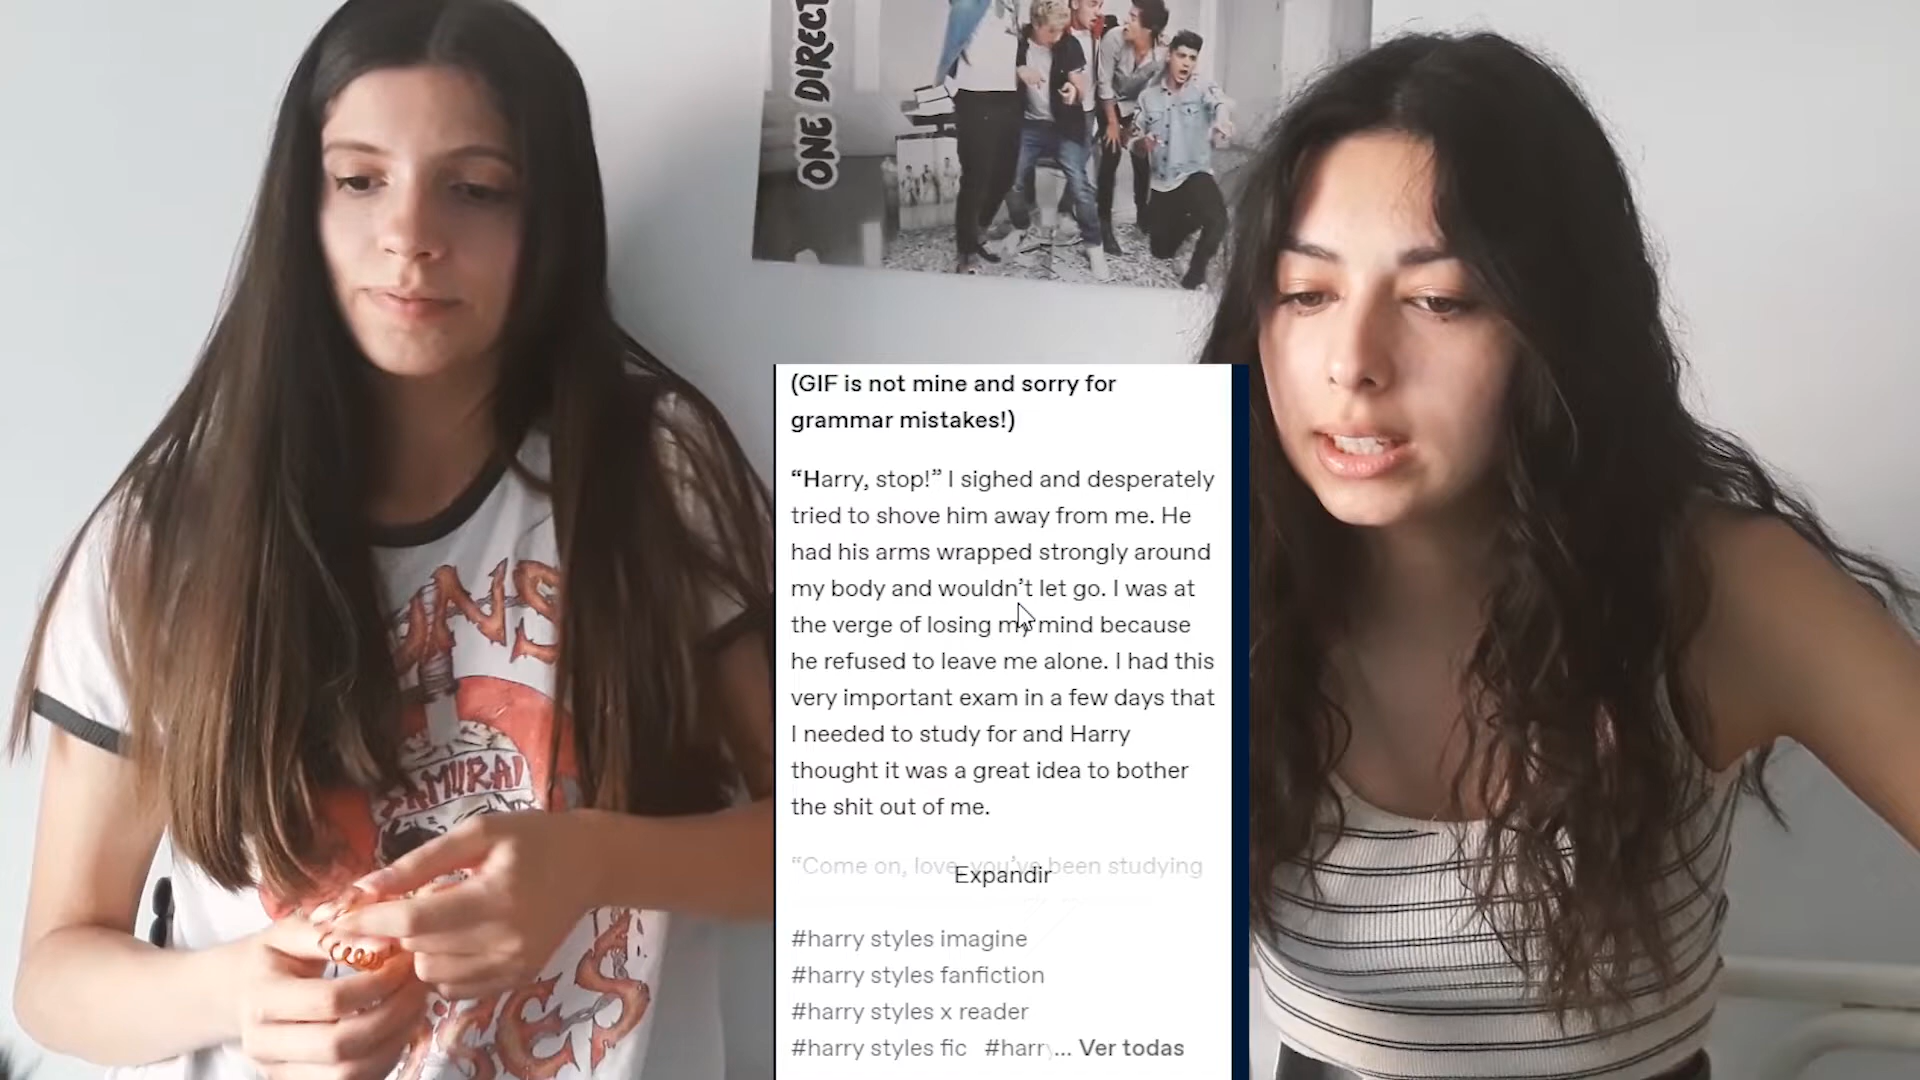 ONE DIRECT
(GIF is not mine and sorry for
grammar mistakes!)
“Harry, stop!” I sighed and desperately
tried to shove him away from me. He
had his arms wrapped strongly around
my body and wouldn’t let go. I was at
the verge of losing my mind because
he refused to leave me alone. I had this
very important exam in a few days that
I needed to study for and Harry
thought it was a great idea to bother
the shit out of me.
“Come on, love, you’ve been studying
Expandir
#harry styles imagine
#harry styles fanfiction
#harry styles x reader
#harry styles fic #harry... Ver todas
SAMURAI